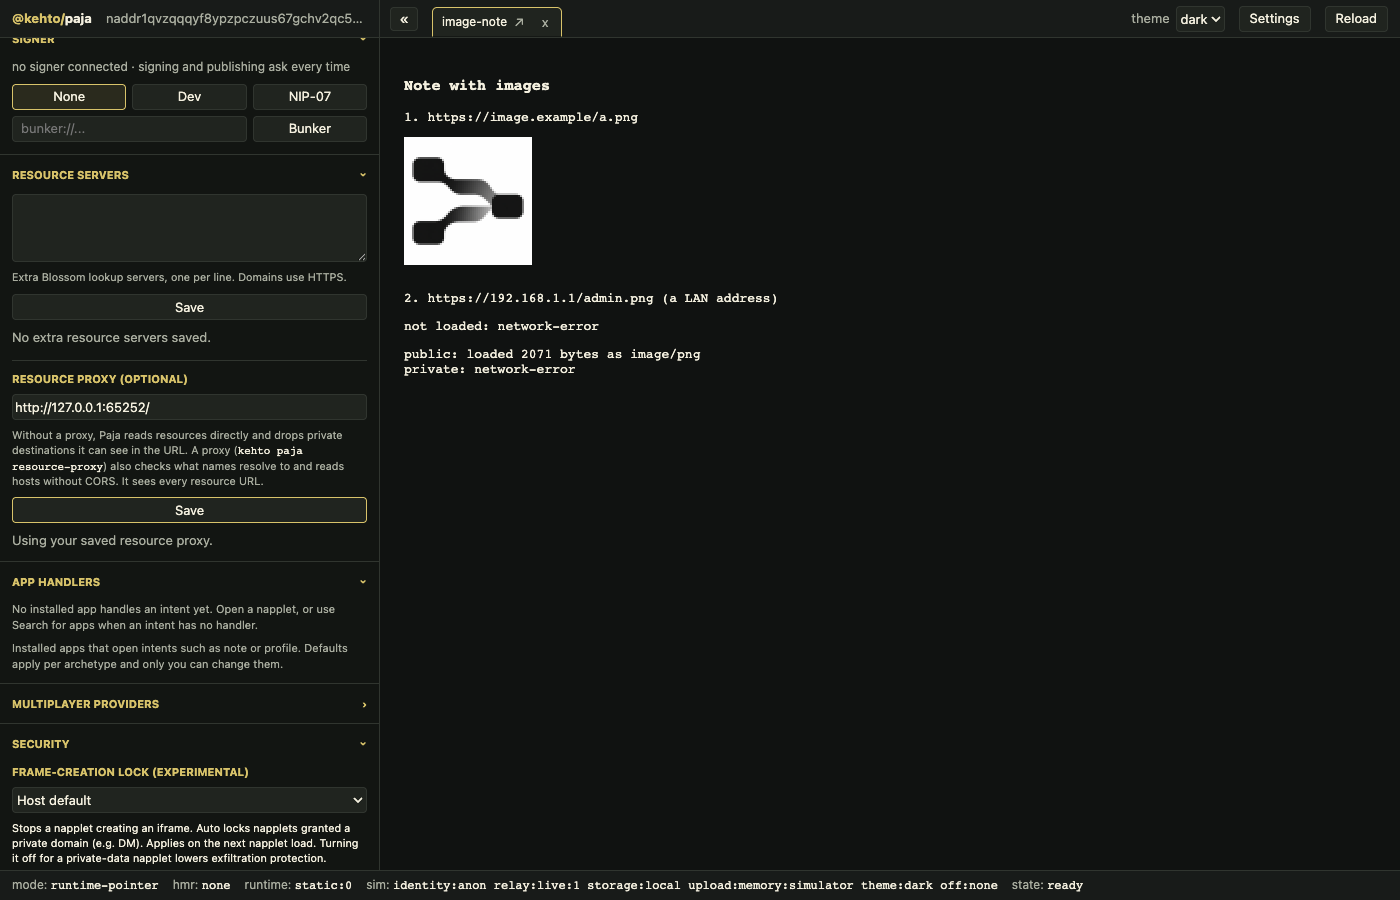 @kehto/paja naddr1qvzqqqyf8ypzpczuus67gchv2qc5...
«
image-note ↗ x
theme dark Settings Reload
SIGNER
no signer connected · signing and publishing ask every time
None Dev NIP-07
bunker://... Bunker
RESOURCE SERVERS
Extra Blossom lookup servers, one per line. Domains use HTTPS.
Save
No extra resource servers saved.
RESOURCE PROXY (OPTIONAL)
http://127.0.0.1:65252/
Without a proxy, Paja reads resources directly and drops private
destinations it can see in the URL. A proxy (kehto paja
resource-proxy) also checks what names resolve to and reads
hosts without CORS. It sees every resource URL.
Save
Using your saved resource proxy.
APP HANDLERS
No installed app handles an intent yet. Open a napplet, or use
Search for apps when an intent has no handler.
Installed apps that open intents such as note or profile. Defaults
apply per archetype and only you can change them.
MULTIPLAYER PROVIDERS
SECURITY
FRAME-CREATION LOCK (EXPERIMENTAL)
Host default
Stops a napplet creating an iframe. Auto locks napplets granted a
private domain (e.g. DM). Applies on the next napplet load. Turning
it off for a private-data napplet lowers exfiltration protection.
Note with images
1. https://image.example/a.png
2. https://192.168.1.1/admin.png (a LAN address)
not loaded: network-error
public: loaded 2071 bytes as image/png
private: network-error
mode: runtime-pointer hmr: none runtime: static:0 sim: identity:anon relay:live:1 storage:local upload:memory:simulator theme:dark off:none state: ready